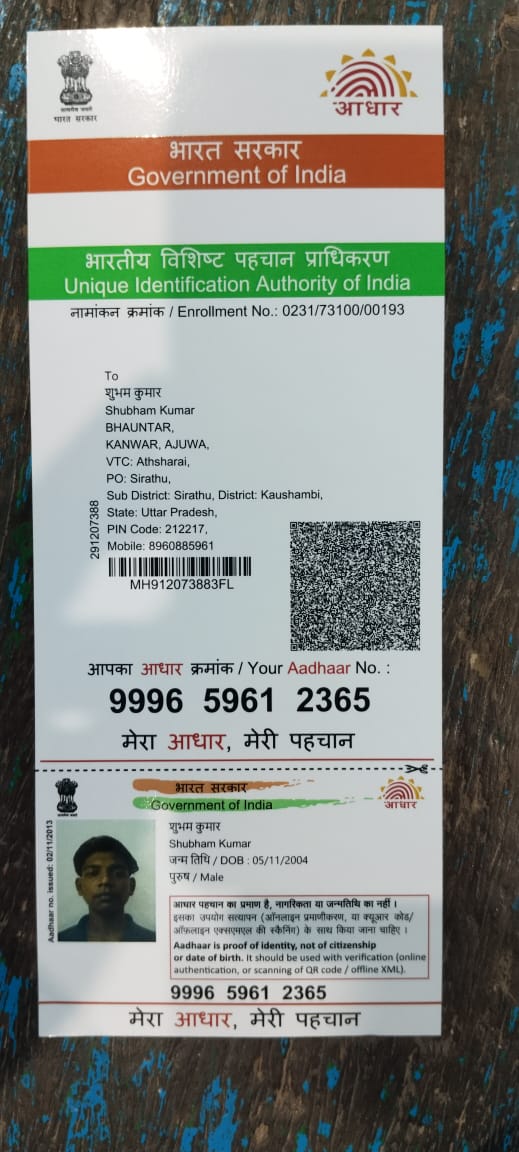 सत्यमेव जयते
भारत सरकार
आधार
भारत सरकार
Government of India
भारतीय विशिष्ट पहचान प्राधिकरण
Unique Identification Authority of India
नामांकन क्रमांक / Enrollment No.: 0231/73100/00193
To
शुभम कुमार
Shubham Kumar
BHAUNTAR,
KANWAR, AJUWA,
VTC: Athsharai,
PO: Sirathu,
Sub District: Sirathu, District: Kaushambi,
State: Uttar Pradesh,
PIN Code: 212217,
Mobile: 8960885961
291207388
MH912073883FL
आपका आधार क्रमांक / Your Aadhaar No. :
9996 5961 2365
मेरा आधार, मेरी पहचान
भारत सरकार
Government of India
आधार
Aadhaar no. issued: 02/11/2013
शुभम कुमार
Shubham Kumar
जन्म तिथि / DOB : 05/11/2004
पुरुष / Male
आधार पहचान का प्रमाण है, नागरिकता या जन्मतिथि का नहीं ।
इसका उपयोग सत्यापन (ऑनलाइन प्रमाणीकरण, या क्यूआर कोड/
ऑफ़लाइन एक्सएमएल की स्कैनिंग) के साथ किया जाना चाहिए ।
Aadhaar is proof of identity, not of citizenship
or date of birth. It should be used with verification (online
authentication, or scanning of QR code / offline XML).
9996 5961 2365
मेरा आधार, मेरी पहचान